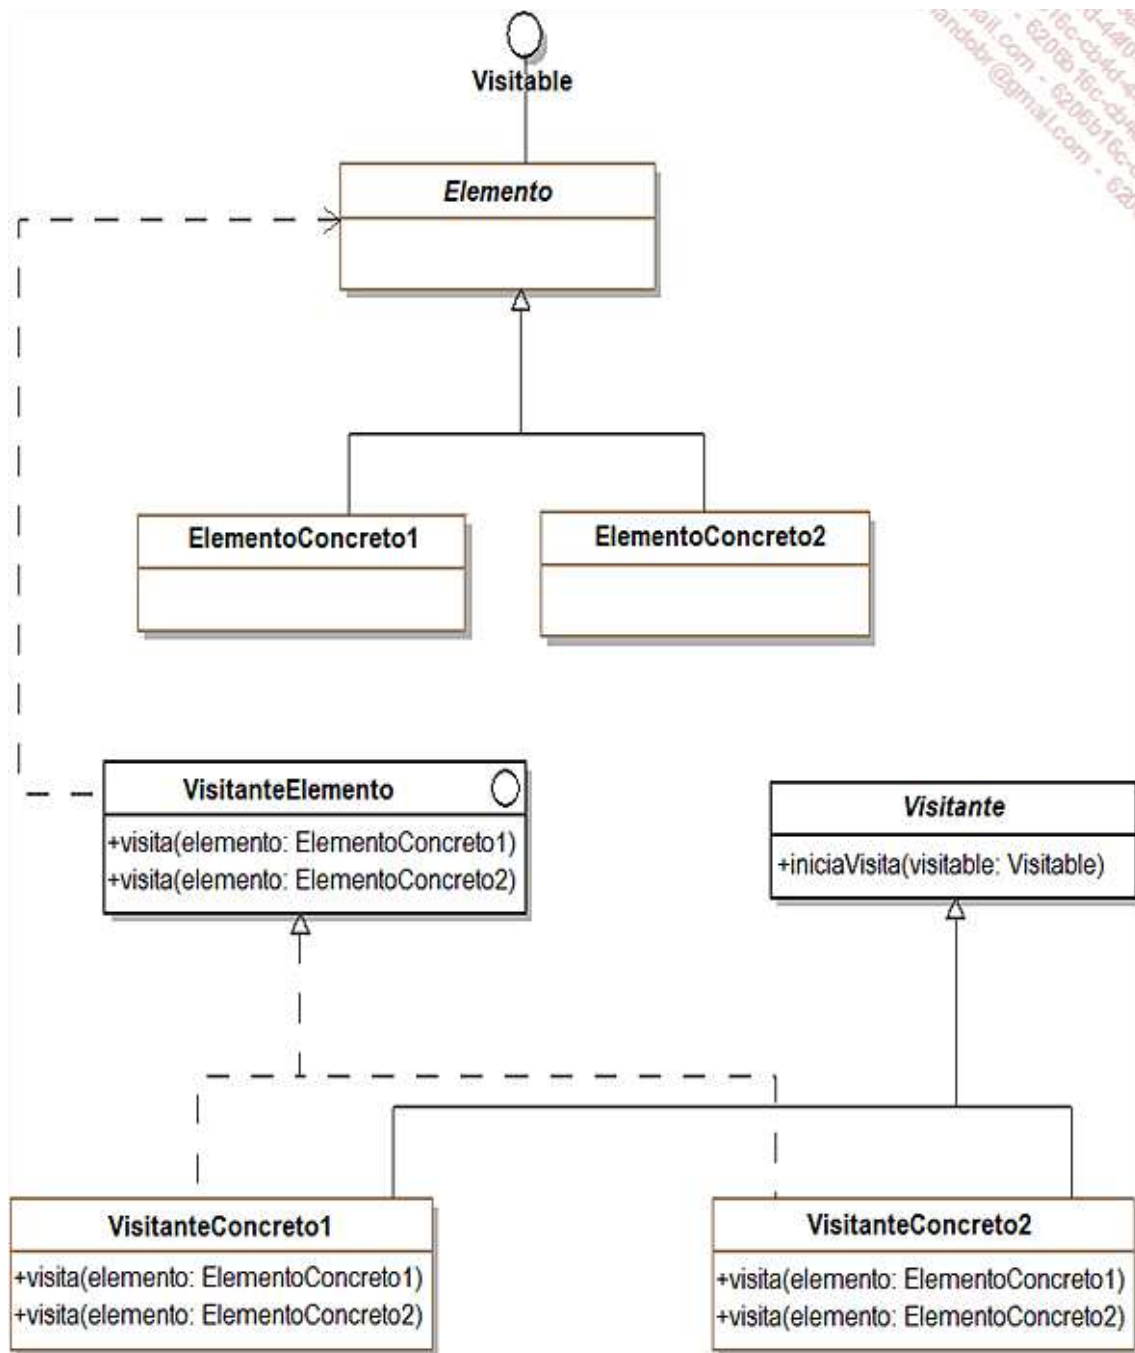 Visitable
Elemento
ElementoConcreto1
ElementoConcreto2
VisitanteElemento
+visita(elemento: ElementoConcreto1)
+visita(elemento: ElementoConcreto2)
Visitante
+iniciaVisita(visitable: Visitable)
VisitanteConcreto1
+visita(elemento: ElementoConcreto1)
+visita(elemento: ElementoConcreto2)
VisitanteConcreto2
+visita(elemento: ElementoConcreto1)
+visita(elemento: ElementoConcreto2)